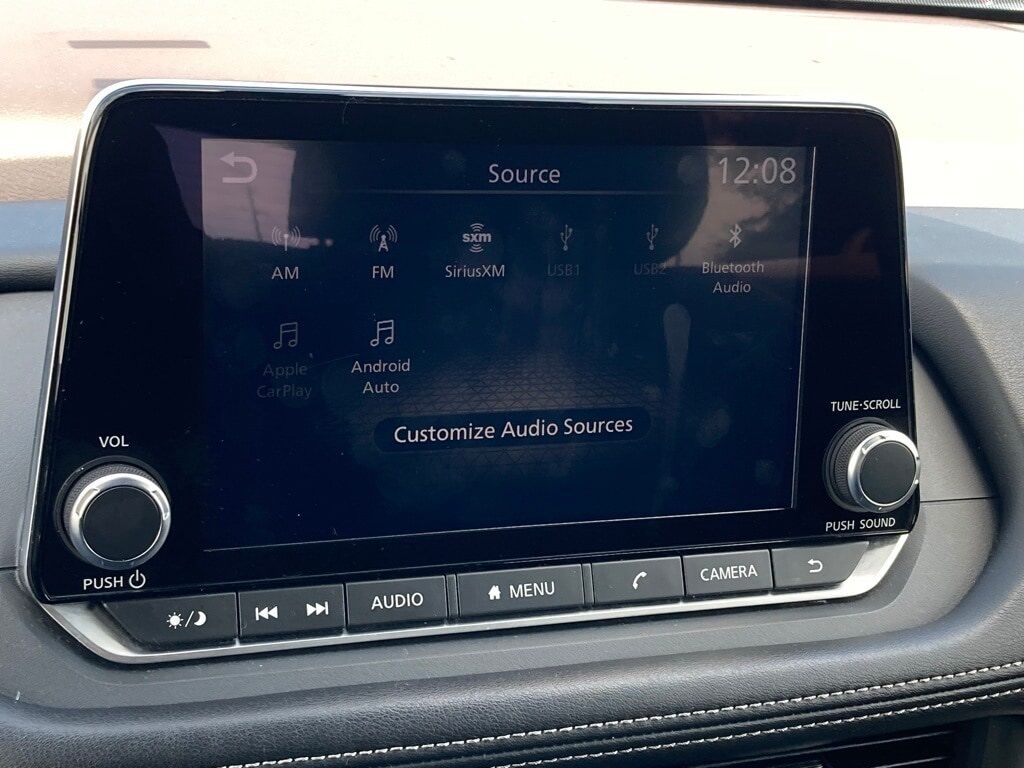 Source
12:08
AM
FM
sxm
SiriusXM
USB1
USB2
Bluetooth
Audio
Apple
CarPlay
Android
Auto
Customize Audio Sources
VOL
PUSH
TUNE·SCROLL
PUSH SOUND
AUDIO
MENU
CAMERA